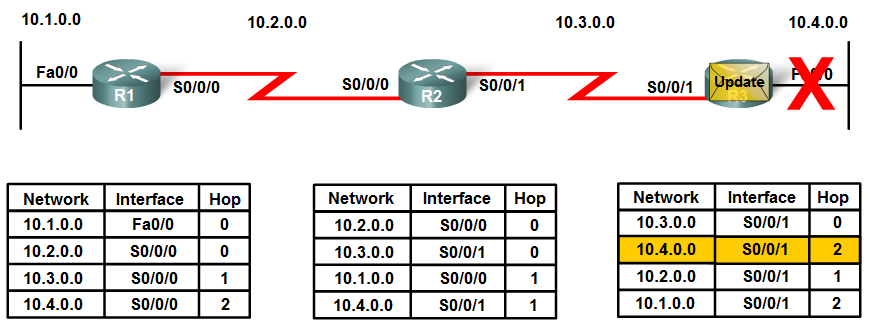 10.1.0.0 10.2.0.0 10.3.0.0 10.4.0.0
Fa0/0 R1 S0/0/0 S0/0/0 R2 S0/0/1 S0/0/1 R3 Update
Network Interface Hop
10.1.0.0 Fa0/0 0
10.2.0.0 S0/0/0 0
10.3.0.0 S0/0/0 1
10.4.0.0 S0/0/0 2
Network Interface Hop
10.2.0.0 S0/0/0 0
10.3.0.0 S0/0/1 0
10.1.0.0 S0/0/0 1
10.4.0.0 S0/0/1 1
Network Interface Hop
10.3.0.0 S0/0/1 0
10.4.0.0 S0/0/1 2
10.2.0.0 S0/0/1 1
10.1.0.0 S0/0/1 2